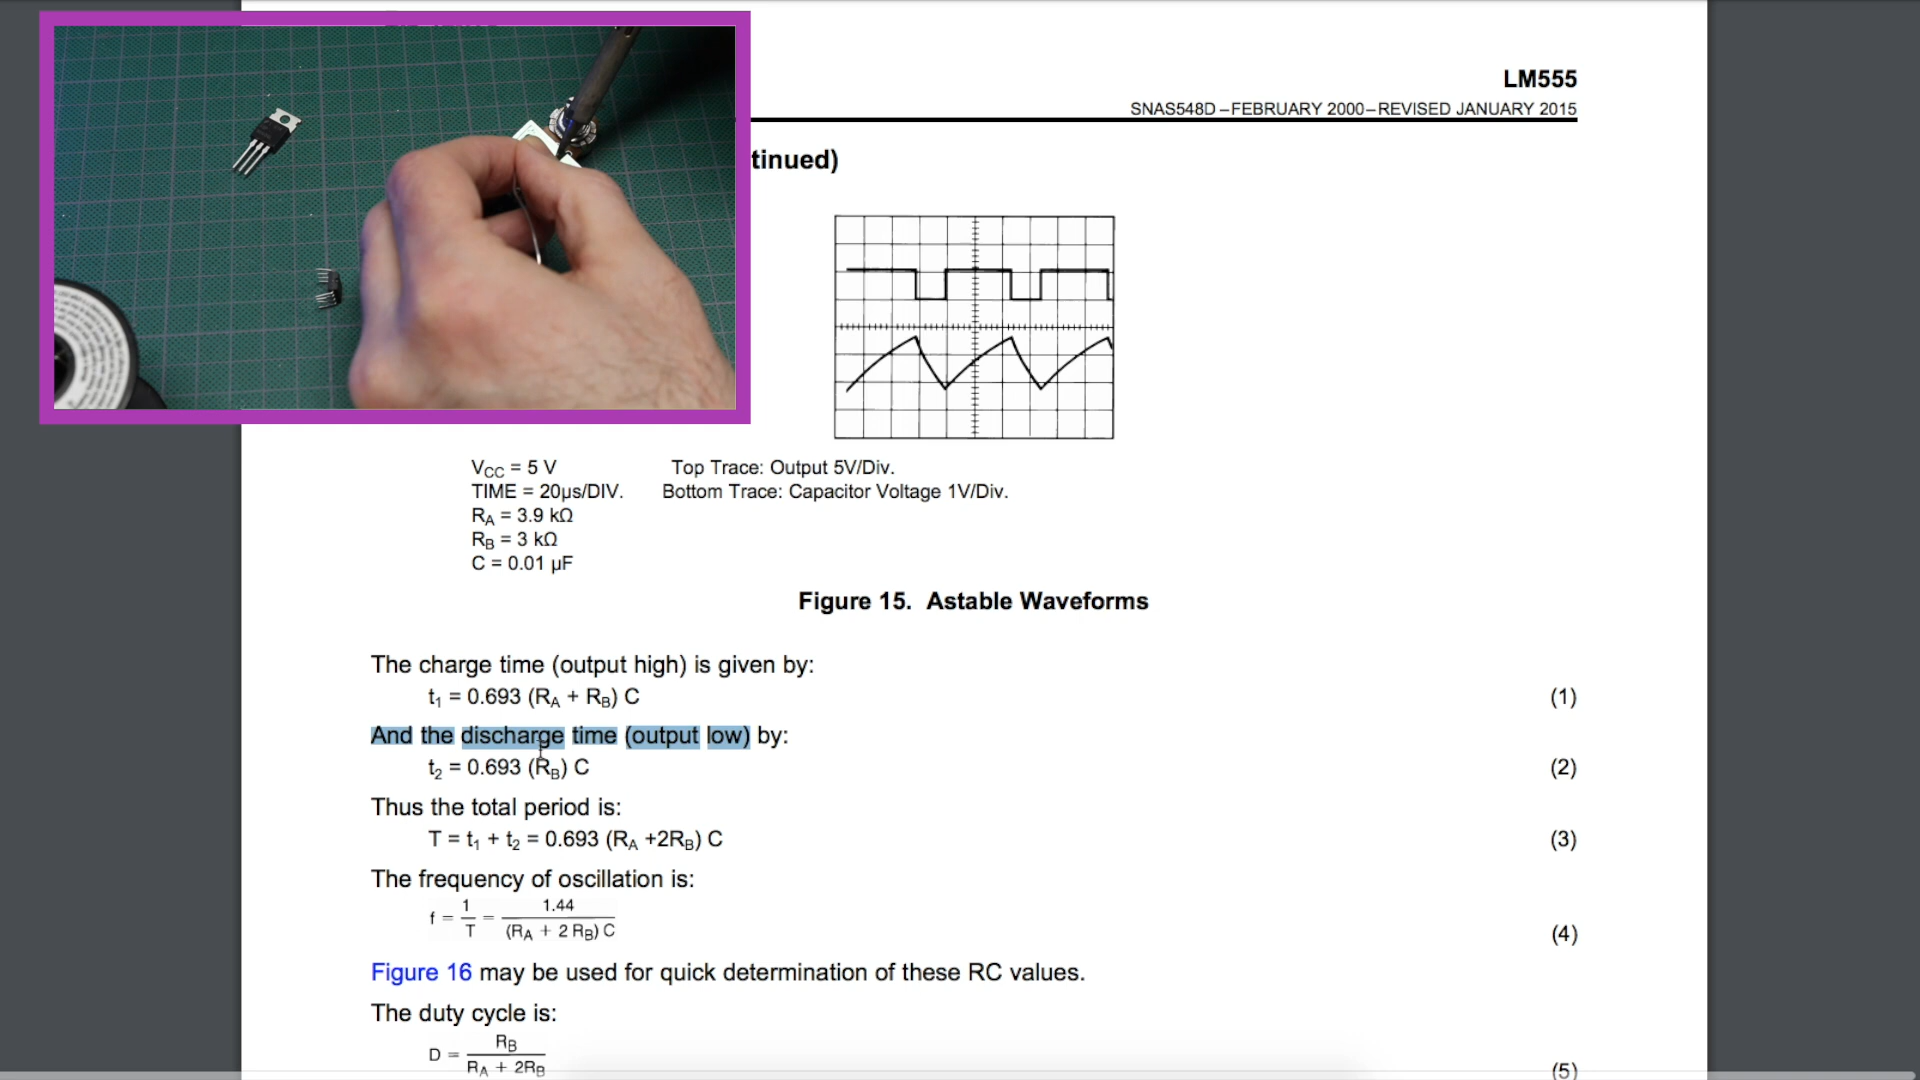 LM555
SNAS548D – FEBRUARY 2000 – REVISED JANUARY 2015
tinued)
VCC = 5 V
TIME = 20μs/DIV.
RA = 3.9 kΩ
RB = 3 kΩ
C = 0.01 μF
Top Trace: Output 5V/Div.
Bottom Trace: Capacitor Voltage 1V/Div.
Figure 15. Astable Waveforms
The charge time (output high) is given by:
t1 = 0.693 (RA + RB) C (1)
And the discharge time (output low) by:
t2 = 0.693 (RB) C (2)
Thus the total period is:
T = t1 + t2 = 0.693 (RA +2RB) C (3)
The frequency of oscillation is:
f = 1/T = 1.44/(RA + 2 RB) C (4)
Figure 16 may be used for quick determination of these RC values.
The duty cycle is:
D = RB/RA + 2RB (5)